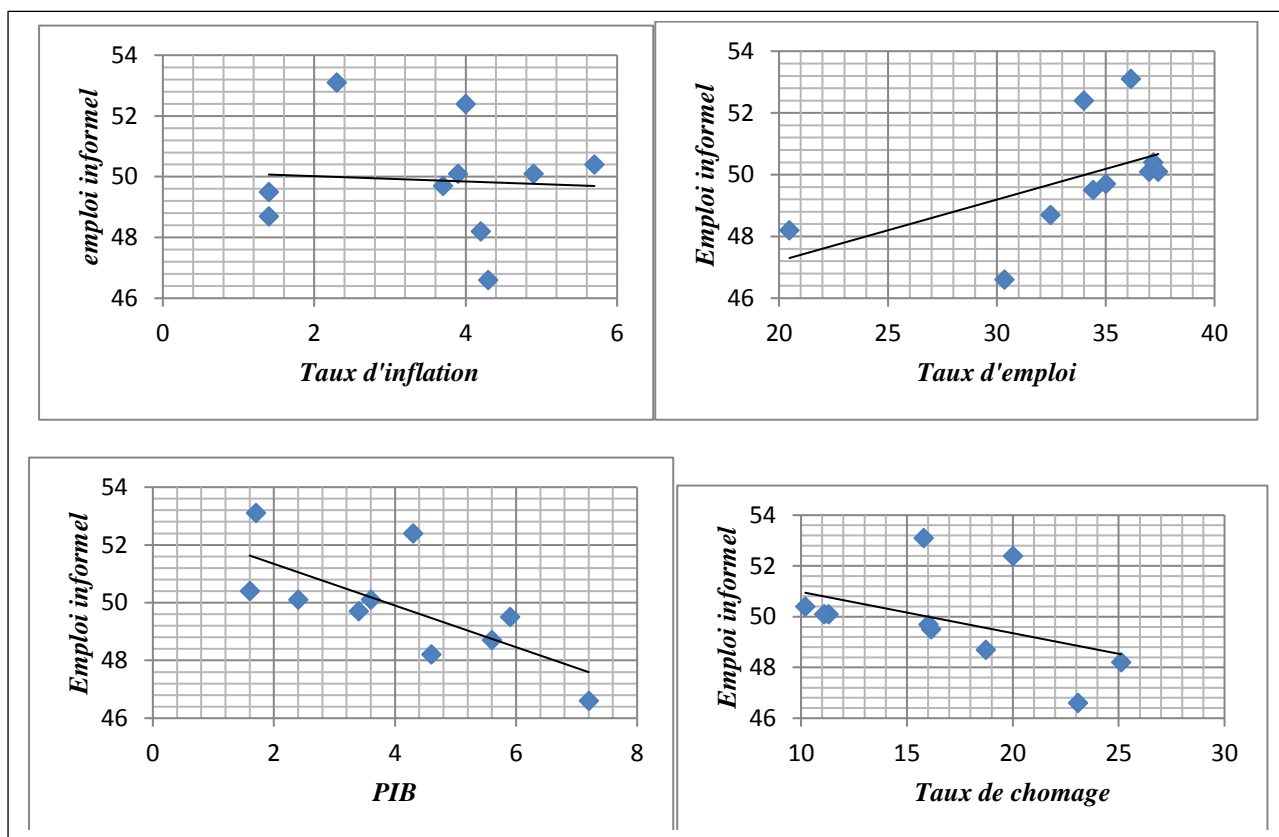 54
52
50
48
46
emploi informel
0 2 4 6
Taux d'inflation
54
52
50
48
46
Emploi informel
20 25 30 35 40
Taux d'emploi
54
52
50
48
46
Emploi informel
0 2 4 6 8
PIB
54
52
50
48
46
Emploi informel
10 15 20 25 30
Taux de chomage